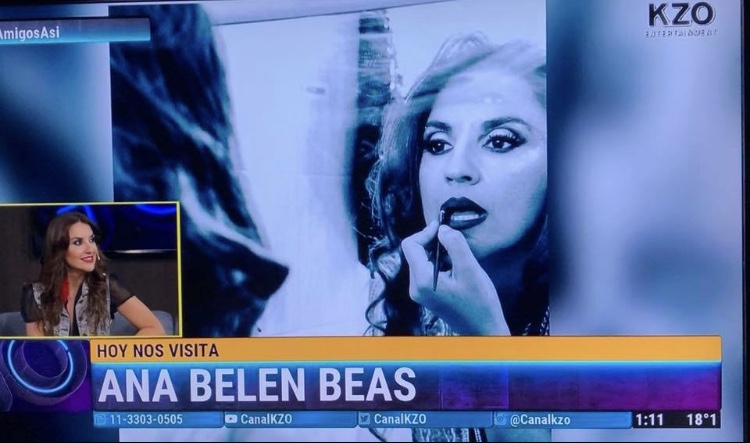 AmigosAsi
KZO
ENTERTAINMENT
HOY NOS VISITA
ANA BELEN BEAS
11-3303-0505 CanalKZO CanalKZO @Canalkzo 1:11 18°1